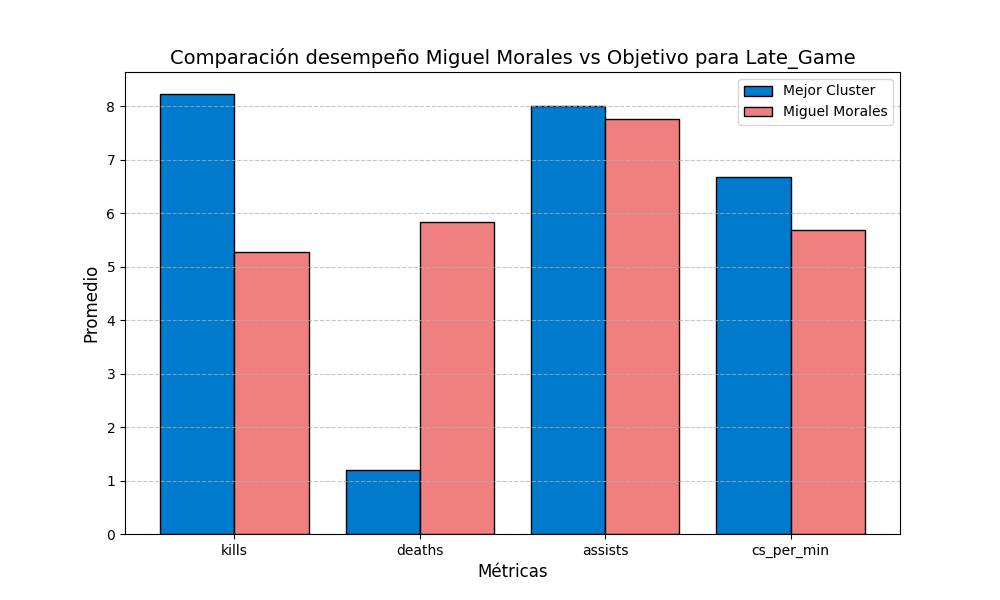 Comparación desempeño Miguel Morales vs Objetivo para Late_Game
Mejor Cluster
Miguel Morales
Promedio
8
7
6
5
4
3
2
1
0
kills
deaths
assists
cs_per_min
Métricas